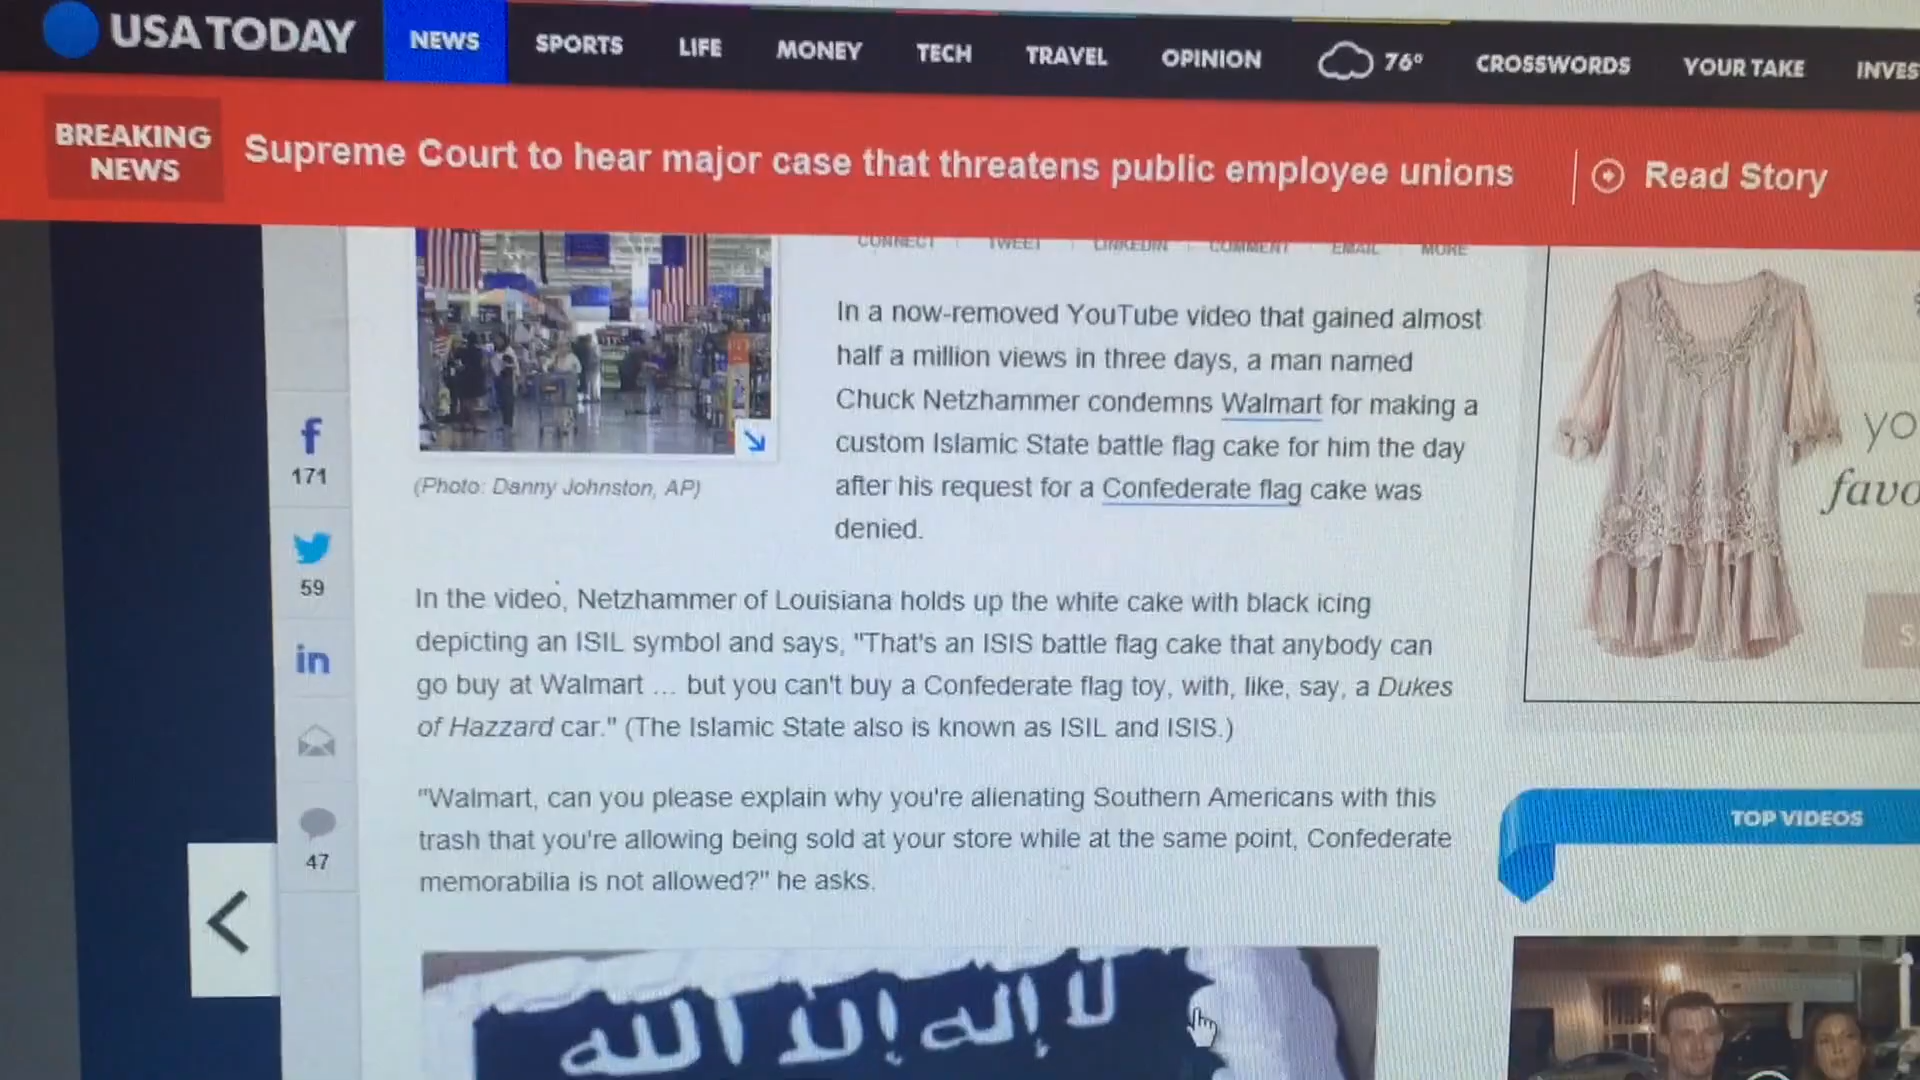 USA TODAY
NEWS
SPORTS
LIFE
MONEY
TECH
TRAVEL
OPINION
76°
CROSSWORDS
YOUR TAKE
INVES
BREAKING
NEWS
Supreme Court to hear major case that threatens public employee unions
Read Story
CONNECT
TWEET
LINKEDIN
COMMENT
EMAIL
MORE
(Photo: Danny Johnston, AP)
In a now-removed YouTube video that gained almost
half a million views in three days, a man named
Chuck Netzhammer condemns Walmart for making a
custom Islamic State battle flag cake for him the day
after his request for a Confederate flag cake was
denied.
f
171
59
in
47
In the video, Netzhammer of Louisiana holds up the white cake with black icing
depicting an ISIL symbol and says, "That's an ISIS battle flag cake that anybody can
go buy at Walmart ... but you can't buy a Confederate flag toy, with, like, say, a Dukes
of Hazzard car." (The Islamic State also is known as ISIL and ISIS.)
"Walmart, can you please explain why you're alienating Southern Americans with this
trash that you're allowing being sold at your store while at the same point, Confederate
memorabilia is not allowed?" he asks.
لا إله إلا الله
yo
favo
S
TOP VIDEOS